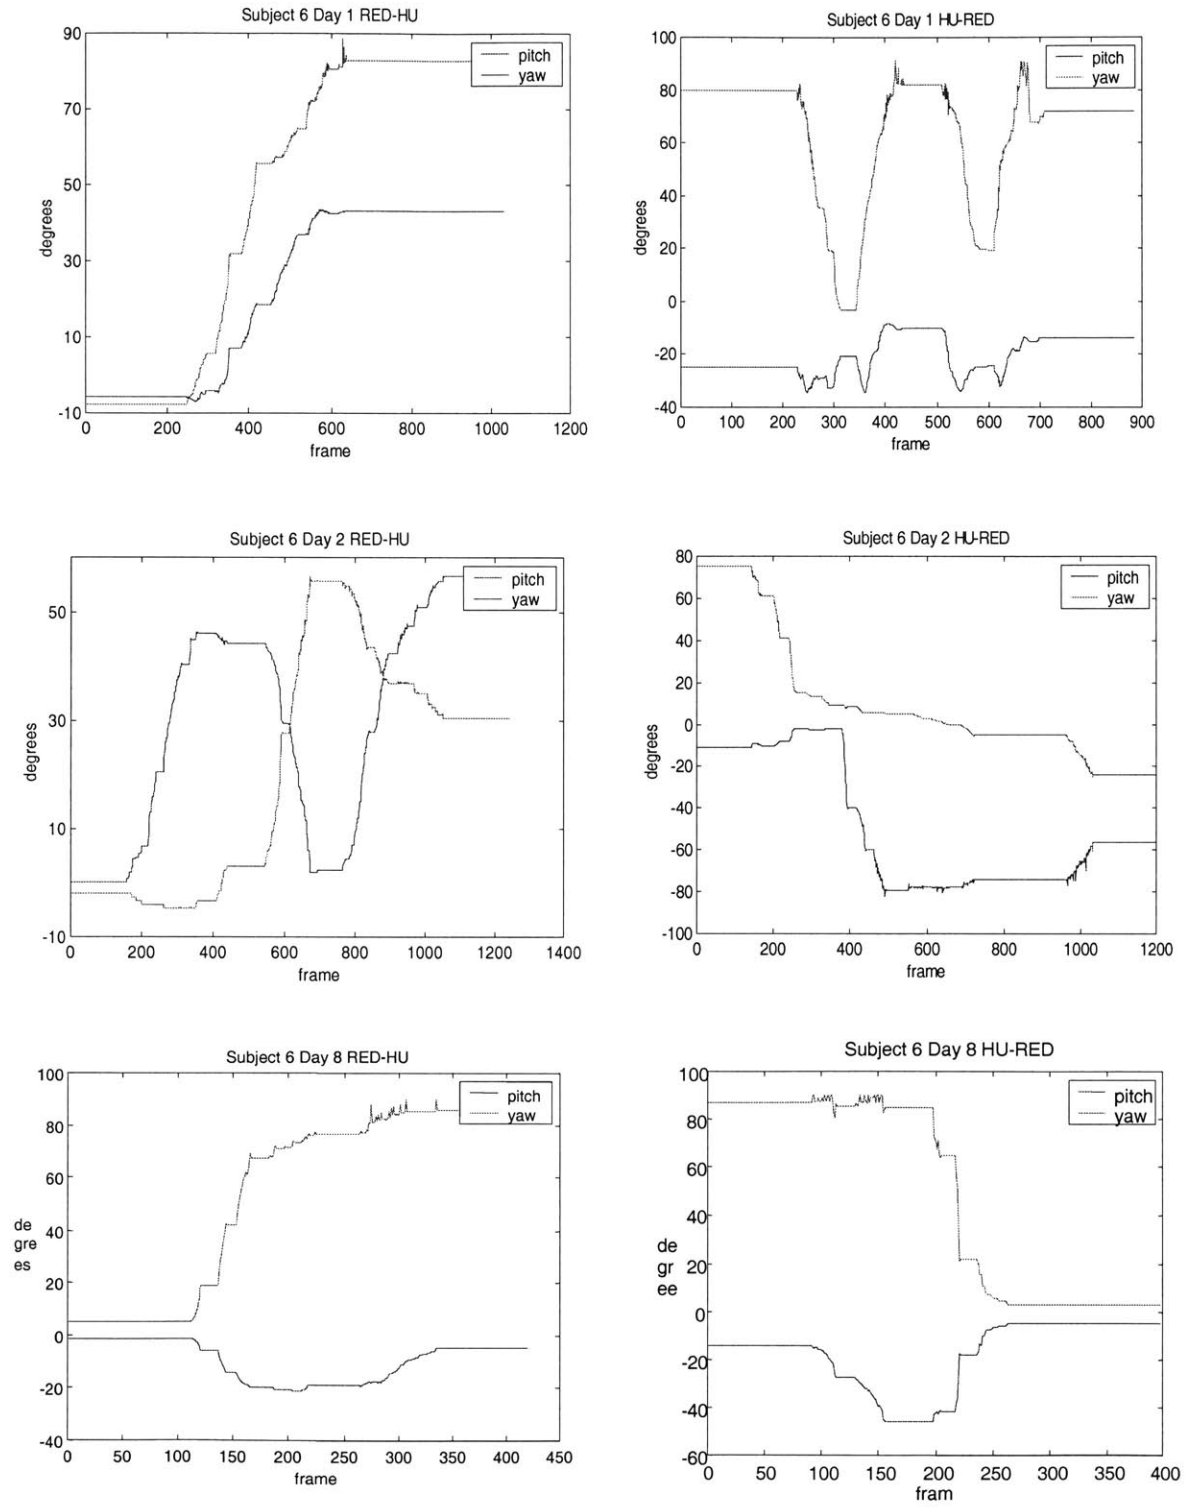 Subject 6 Day 1 RED-HU
90
70
50
30
10
-10
degrees
pitch
yaw
0 200 400 600 800 1000 1200
frame
Subject 6 Day 1 HU-RED
100
80
60
40
20
0
-20
-40
degrees
pitch
yaw
0 100 200 300 400 500 600 700 800 900
frame
Subject 6 Day 2 RED-HU
50
30
10
-10
degrees
pitch
yaw
0 200 400 600 800 1000 1200 1400
frame
Subject 6 Day 2 HU-RED
80
60
40
20
0
-20
-40
-60
-80
-100
degrees
pitch
yaw
0 200 400 600 800 1000 1200
frame
Subject 6 Day 8 RED-HU
100
80
60
40
20
0
-20
-40
de
gre
es
pitch
yaw
0 50 100 150 200 250 300 350 400 450
frame
Subject 6 Day 8 HU-RED
100
80
60
40
20
0
-20
-40
-60
de
gr
ee
pitch
yaw
0 50 100 150 200 250 300 350 400
fram